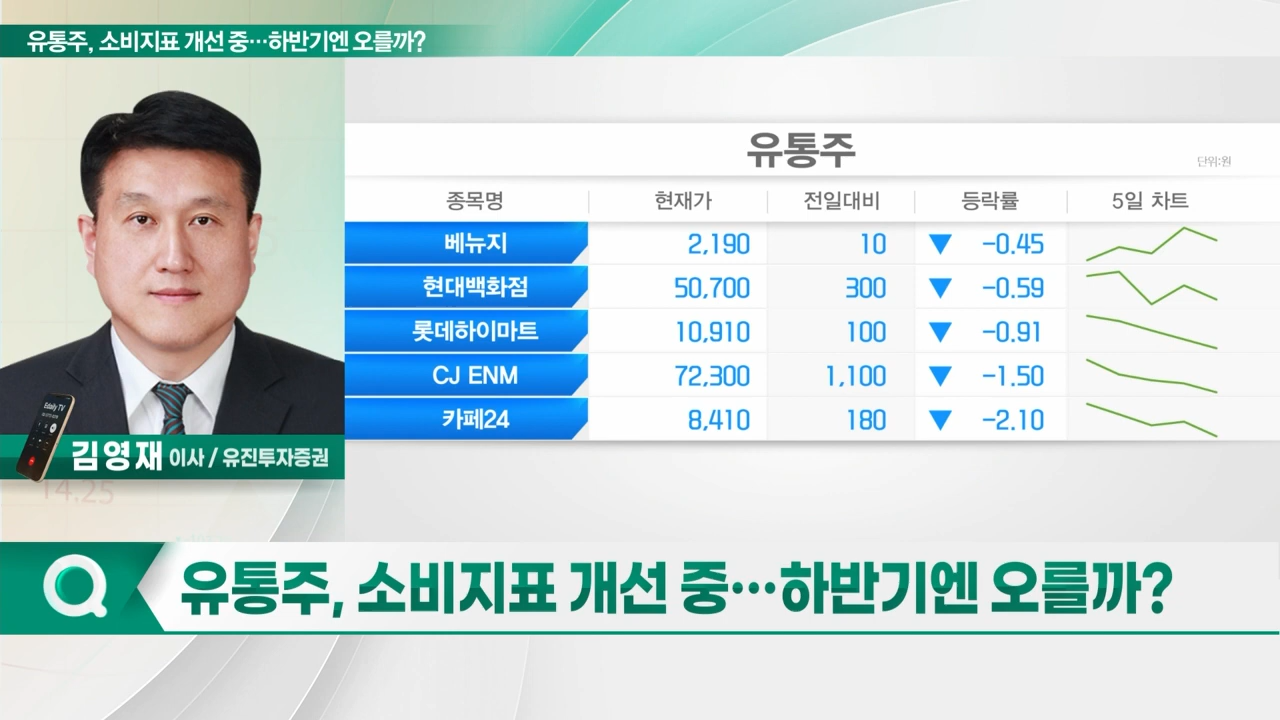 유통주, 소비지표 개선 중…하반기엔 오를까?
유통주
단위:원
종목명 현재가 전일대비 등락률 5일 차트
베뉴지 2,190 10 ▼ -0.45
현대백화점 50,700 300 ▼ -0.59
롯데하이마트 10,910 100 ▼ -0.91
CJ ENM 72,300 1,100 ▼ -1.50
카페24 8,410 180 ▼ -2.10
Edaily TV
김영재 이사 / 유진투자증권
14.25
Q 유통주, 소비지표 개선 중…하반기엔 오를까?